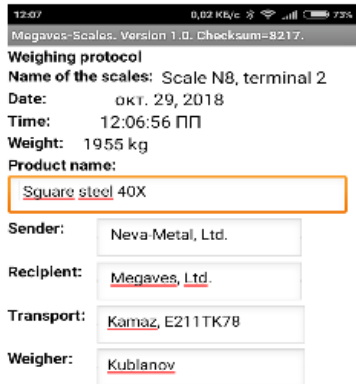 12:07 0,02 КБ/с 73%
Megaves-Scales. Version 1.0. Checksum=8217.
Weighing protocol
Name of the scales: Scale N8, terminal 2
Date: окт. 29, 2018
Time: 12:06:56 ПП
Weight: 1955 kg
Product name:
Sguare steel 40X
Sender: Neva-Metal, Ltd.
Recipient: Megaves, Ltd.
Transport: Kamaz, E211TK78
Weigher: Kublanov